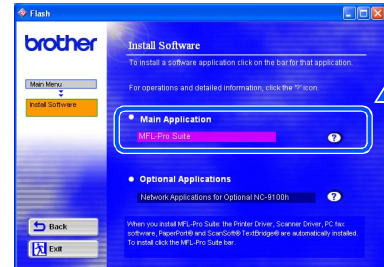 Flash
brother
Install Software
To install a software application click on the bar for that application.
For operations and detailed information, click the "?" icon.
Main Menu
Install Software
Main Application
MFL-Pro Suite
?
Optional Applications
Network Applications for Optional NC-9100h
?
Back
Exit
When you install MFL-Pro Suite: the Printer Driver, Scanner Driver, PC fax
software, PaperPort® and ScanSoft® TextBridge® are automatically installed.
To install click the MFL-Pro Suite bar.